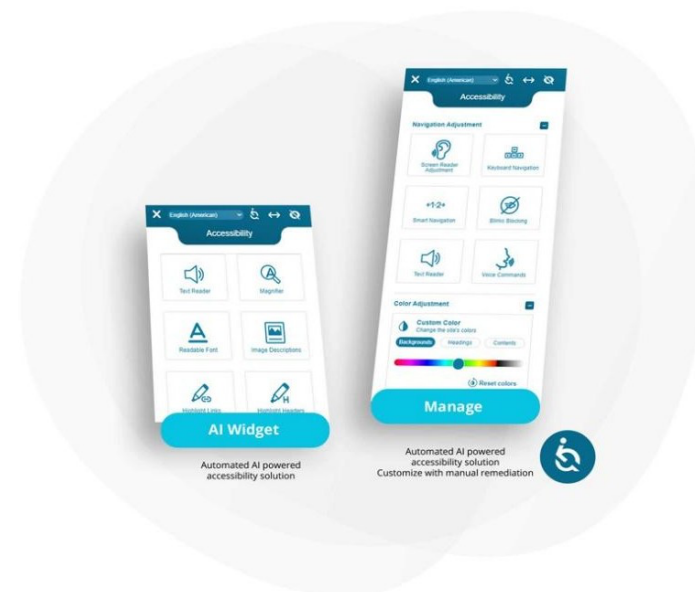 English (American)
Accessibility
Text Reader
Magnifier
Readable Font
Image Descriptions
Highlight Links
Highlight Headers
AI Widget
Automated AI powered
accessibility solution
English (American)
Accessibility
Navigation Adjustment
Screen Reader
Adjustment
Keyboard Navigation
Smart Navigation
Blinks Blocking
Text Reader
Voice Commands
Color Adjustment
Custom Color
Change the site's colors
Backgrounds
Headings
Contents
Reset colors
Manage
Automated AI powered
accessibility solution
Customize with manual remediation